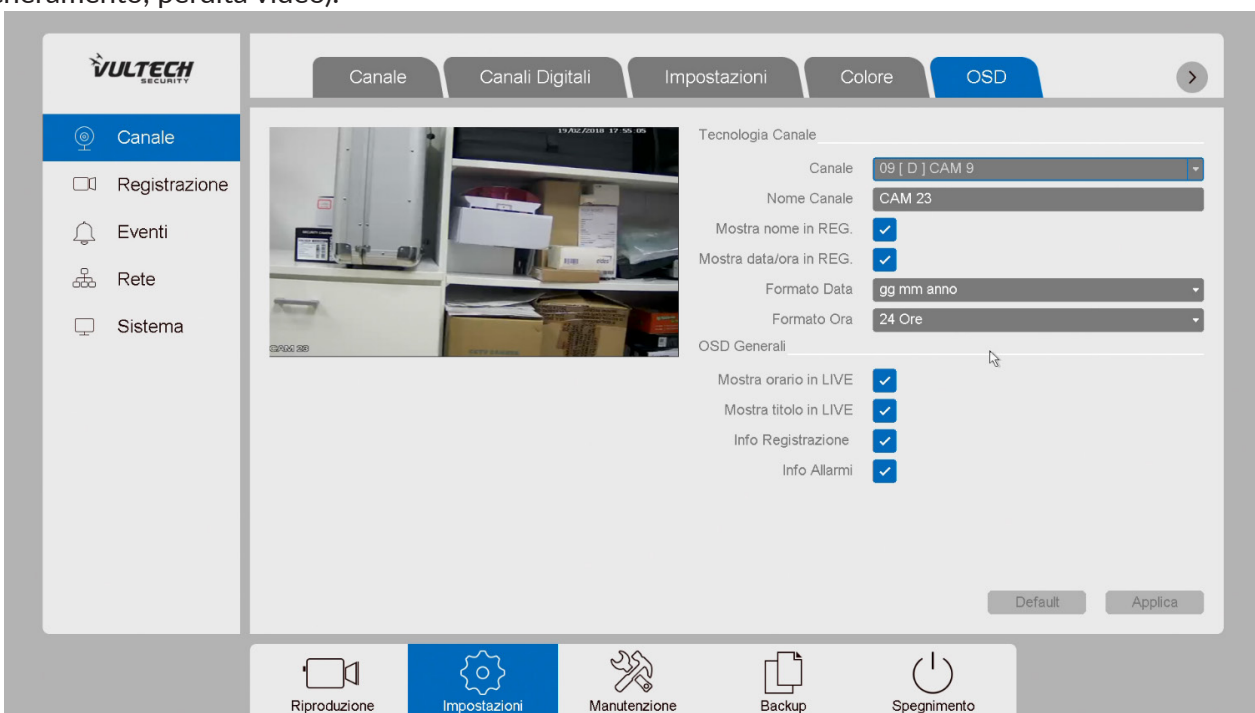 cheramento, perdita video).
VULTECH
SECURITY
Canale
Canali Digitali
Impostazioni
Colore
OSD
Canale
Registrazione
Eventi
Rete
Sistema
19/02/2018 17:55:05
CAM 23
Tecnologia Canale
Canale 09 [ D ] CAM 9
Nome Canale CAM 23
Mostra nome in REG.
Mostra data/ora in REG.
Formato Data gg mm anno
Formato Ora 24 Ore
OSD Generali
Mostra orario in LIVE
Mostra titolo in LIVE
Info Registrazione
Info Allarmi
Default
Applica
Riproduzione
Impostazioni
Manutenzione
Backup
Spegnimento